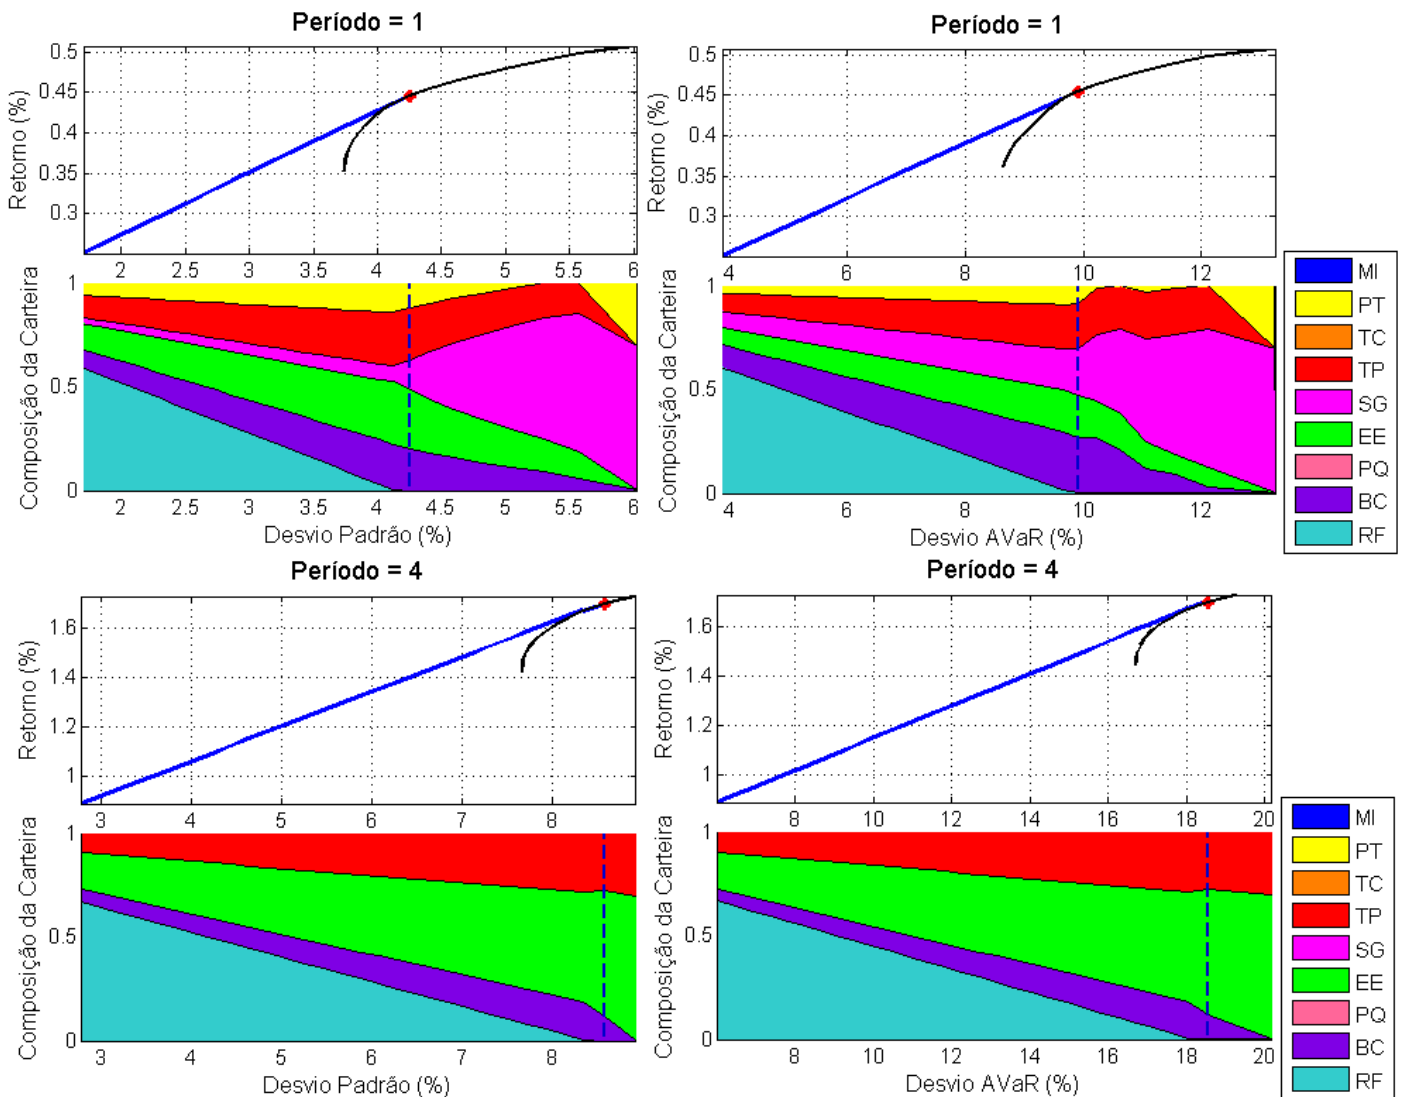 Período = 1
Retorno (%)
0.5
0.45
0.4
0.35
0.3
2 2.5 3 3.5 4 4.5 5 5.5 6
Composição da Carteira
1
0.5
0
2 2.5 3 3.5 4 4.5 5 5.5 6
Desvio Padrão (%)
Período = 1
Retorno (%)
0.5
0.45
0.4
0.35
0.3
4 6 8 10 12
Composição da Carteira
1
0.5
0
4 6 8 10 12
Desvio AVaR (%)
MI
PT
TC
TP
SG
EE
PQ
BC
RF
Período = 4
Retorno (%)
1.6
1.4
1.2
1
3 4 5 6 7 8
Composição da Carteira
1
0.5
0
3 4 5 6 7 8
Desvio Padrão (%)
Período = 4
Retorno (%)
1.6
1.4
1.2
1
8 10 12 14 16 18 20
Composição da Carteira
1
0.5
0
8 10 12 14 16 18 20
Desvio AVaR (%)
MI
PT
TC
TP
SG
EE
PQ
BC
RF